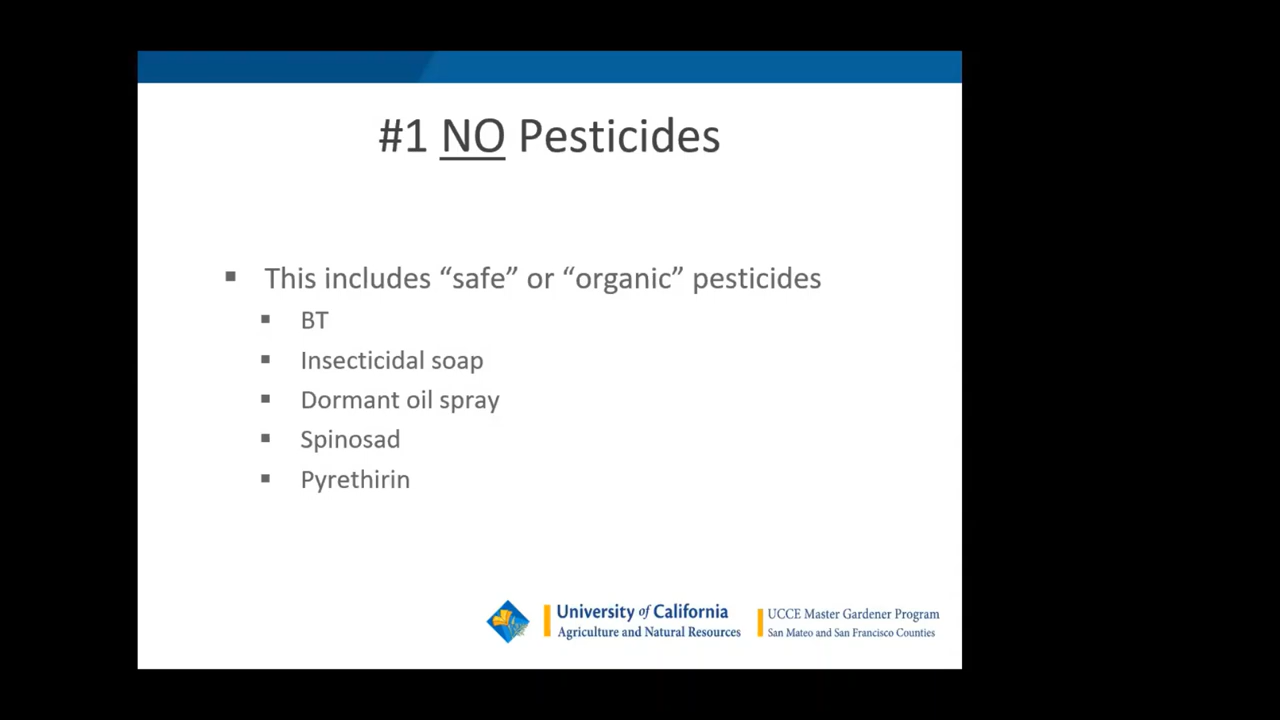 #1 NO Pesticides
This includes “safe” or “organic” pesticides
BT
Insecticidal soap
Dormant oil spray
Spinosad
Pyrethirin
University of California
Agriculture and Natural Resources
UCCE Master Gardener Program
San Mateo and San Francisco Counties